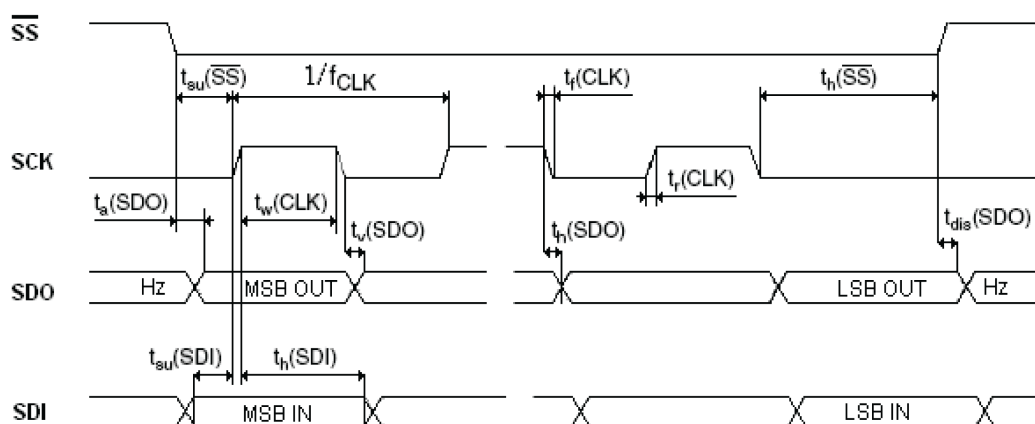 SS
tsu(SS) 1/fCLK tf(CLK) th(SS)
SCK
ta(SDO) tw(CLK) tr(CLK)
tv(SDO) th(SDO) tdis(SDO)
SDO Hz MSB OUT LSB OUT Hz
tsu(SDI) th(SDI)
SDI MSB IN LSB IN